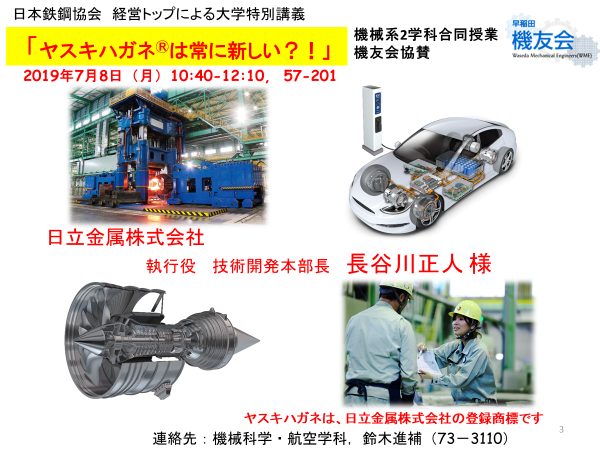 日本鉄鋼協会　経営トップによる大学特別講義
「ヤスキハガネ®は常に新しい？！」
2019年7月8日（月）10:40-12:10,　57-201
機械系2学科合同授業
機友会協賛
早稲田
機友会
Waseda Mechanical Engineers(WME)
日立金属株式会社
執行役　技術開発本部長　長谷川正人 様
ヤスキハガネは、日立金属株式会社の登録商標です
3
連絡先：機械科学・航空学科,　鈴木進補（73－3110）